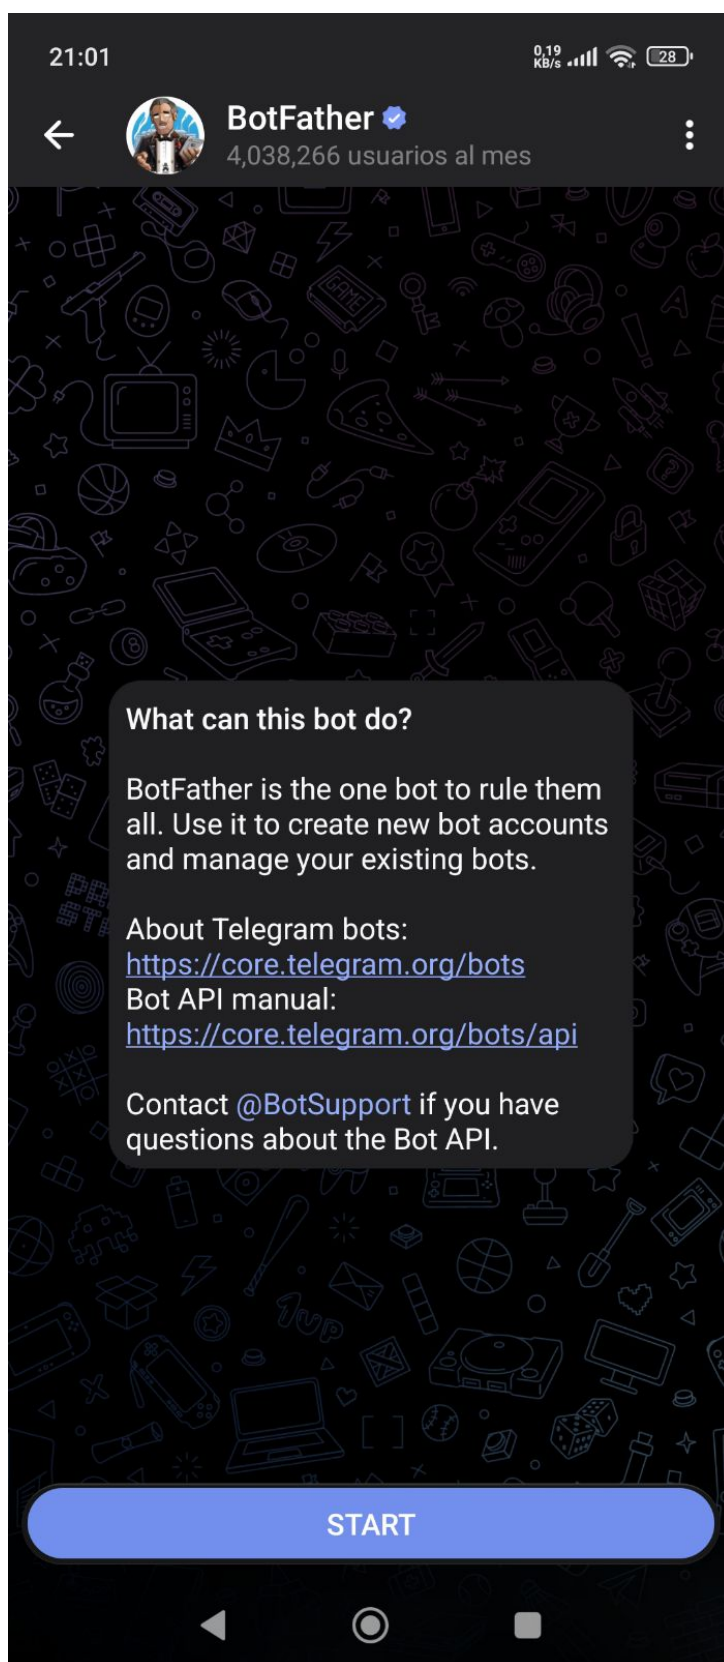 21:01
0,19
KB/s
28
BotFather
4,038,266 usuarios al mes
GAME
What can this bot do?
BotFather is the one bot to rule them
all. Use it to create new bot accounts
and manage your existing bots.
About Telegram bots:
https://core.telegram.org/bots
Bot API manual:
https://core.telegram.org/bots/api
Contact @BotSupport if you have
questions about the Bot API.
1UP
START